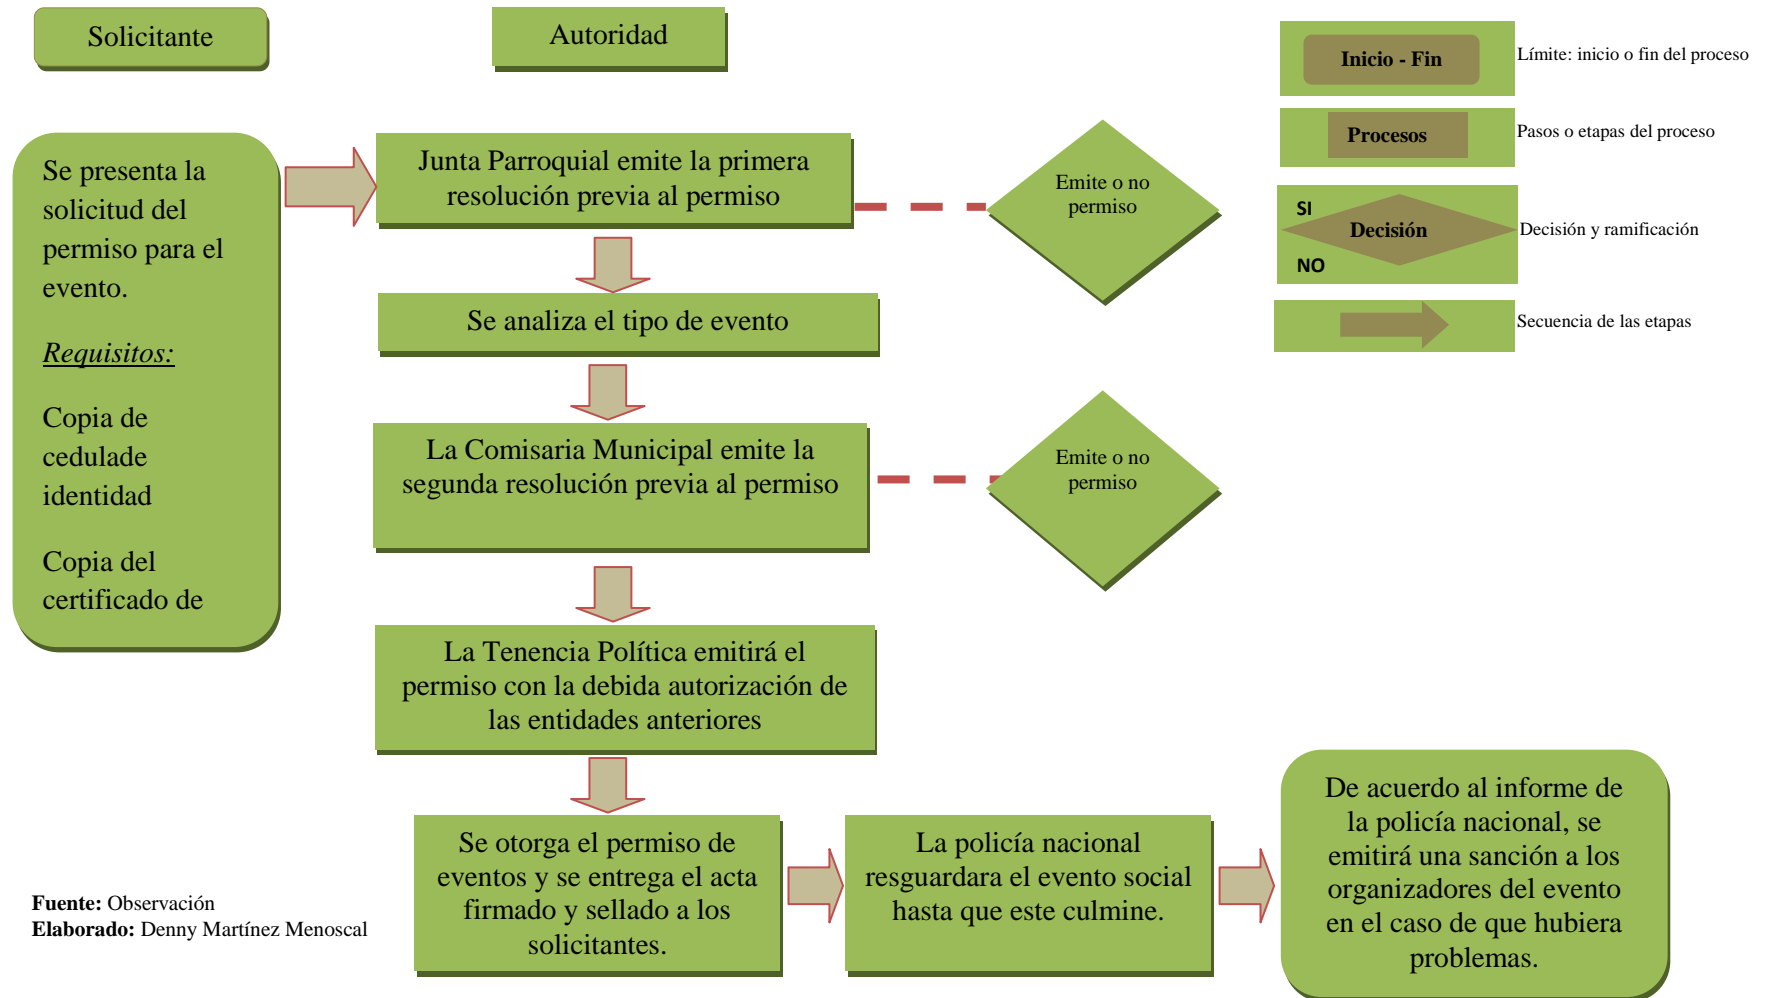 Solicitante
Autoridad
Inicio - Fin
Límite: inicio o fin del proceso
Procesos
Pasos o etapas del proceso
SI
Decisión
NO
Decisión y ramificación
Secuencia de las etapas
Se presenta la
solicitud del
permiso para el
evento.
Requisitos:
Copia de
cedulade
identidad
Copia del
certificado de
Junta Parroquial emite la primera
resolución previa al permiso
Emite o no
permiso
Se analiza el tipo de evento
La Comisaria Municipal emite la
segunda resolución previa al permiso
Emite o no
permiso
La Tenencia Política emitirá el
permiso con la debida autorización de
las entidades anteriores
Se otorga el permiso de
eventos y se entrega el acta
firmado y sellado a los
solicitantes.
La policía nacional
resguardara el evento social
hasta que este culmine.
De acuerdo al informe de
la policía nacional, se
emitirá una sanción a los
organizadores del evento
en el caso de que hubiera
problemas.
Fuente: Observación
Elaborado: Denny Martínez Menoscal